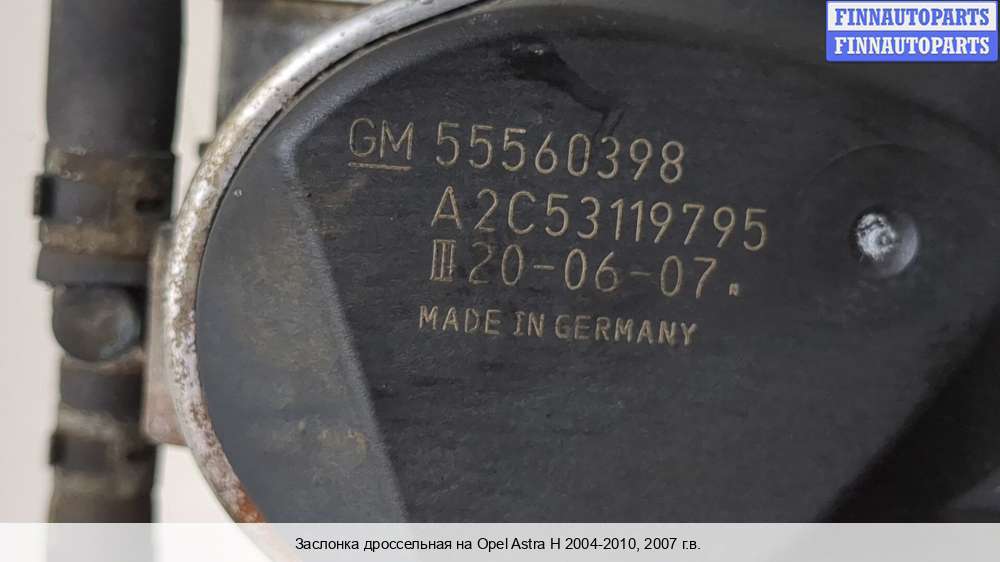 FINNAUTOPARTS
FINNAUTOPARTS
GM 55560398
A2C53119795
III 20-06-07.
MADE IN GERMANY
Заслонка дроссельная на Opel Astra H 2004-2010, 2007 г.в.